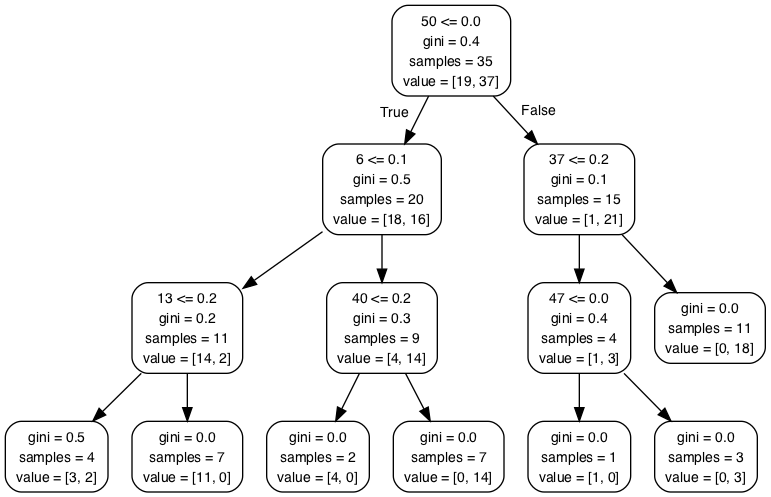 50 <= 0.0
gini = 0.4
samples = 35
value = [19, 37]
True
False
6 <= 0.1
gini = 0.5
samples = 20
value = [18, 16]
37 <= 0.2
gini = 0.1
samples = 15
value = [1, 21]
13 <= 0.2
gini = 0.2
samples = 11
value = [14, 2]
40 <= 0.2
gini = 0.3
samples = 9
value = [4, 14]
47 <= 0.0
gini = 0.4
samples = 4
value = [1, 3]
gini = 0.0
samples = 11
value = [0, 18]
gini = 0.5
samples = 4
value = [3, 2]
gini = 0.0
samples = 7
value = [11, 0]
gini = 0.0
samples = 2
value = [4, 0]
gini = 0.0
samples = 7
value = [0, 14]
gini = 0.0
samples = 1
value = [1, 0]
gini = 0.0
samples = 3
value = [0, 3]